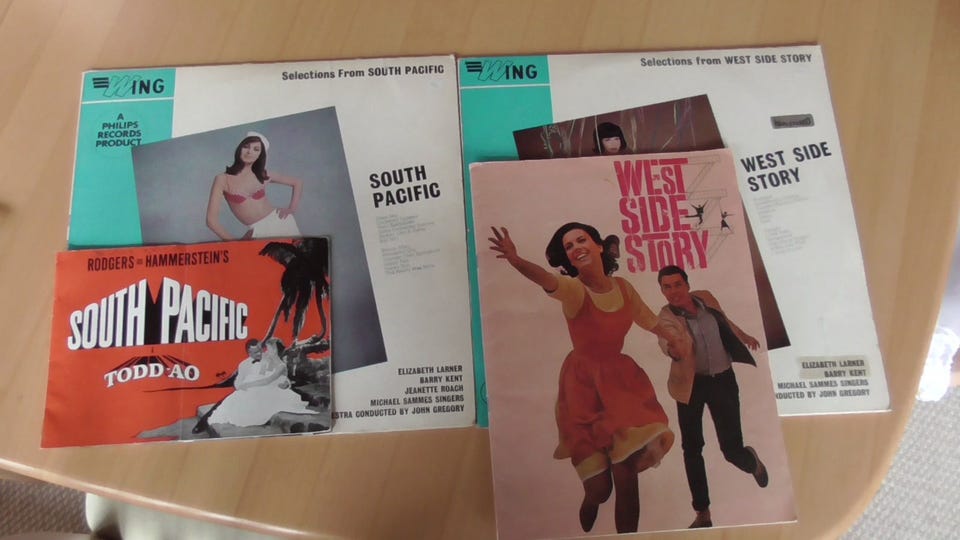 WING
Selections From SOUTH PACIFIC
A
PHILIPS
RECORDS
PRODUCT
SOUTH
PACIFIC
ELIZABETH LARNER
BARRY KENT
JEANETTE ROACH
MICHAEL SAMMES SINGERS
ESTRA CONDUCTED BY JOHN GREGORY
RODGERS AND HAMMERSTEIN'S
SOUTH PACIFIC
IN
TODD-AO
WING
Selections from WEST SIDE STORY
WEST SIDE
STORY
ELIZABETH LARNER
BARRY KENT
MICHAEL SAMMES SINGERS
CONDUCTED BY JOHN GREGORY
WEST
SIDE
STORY